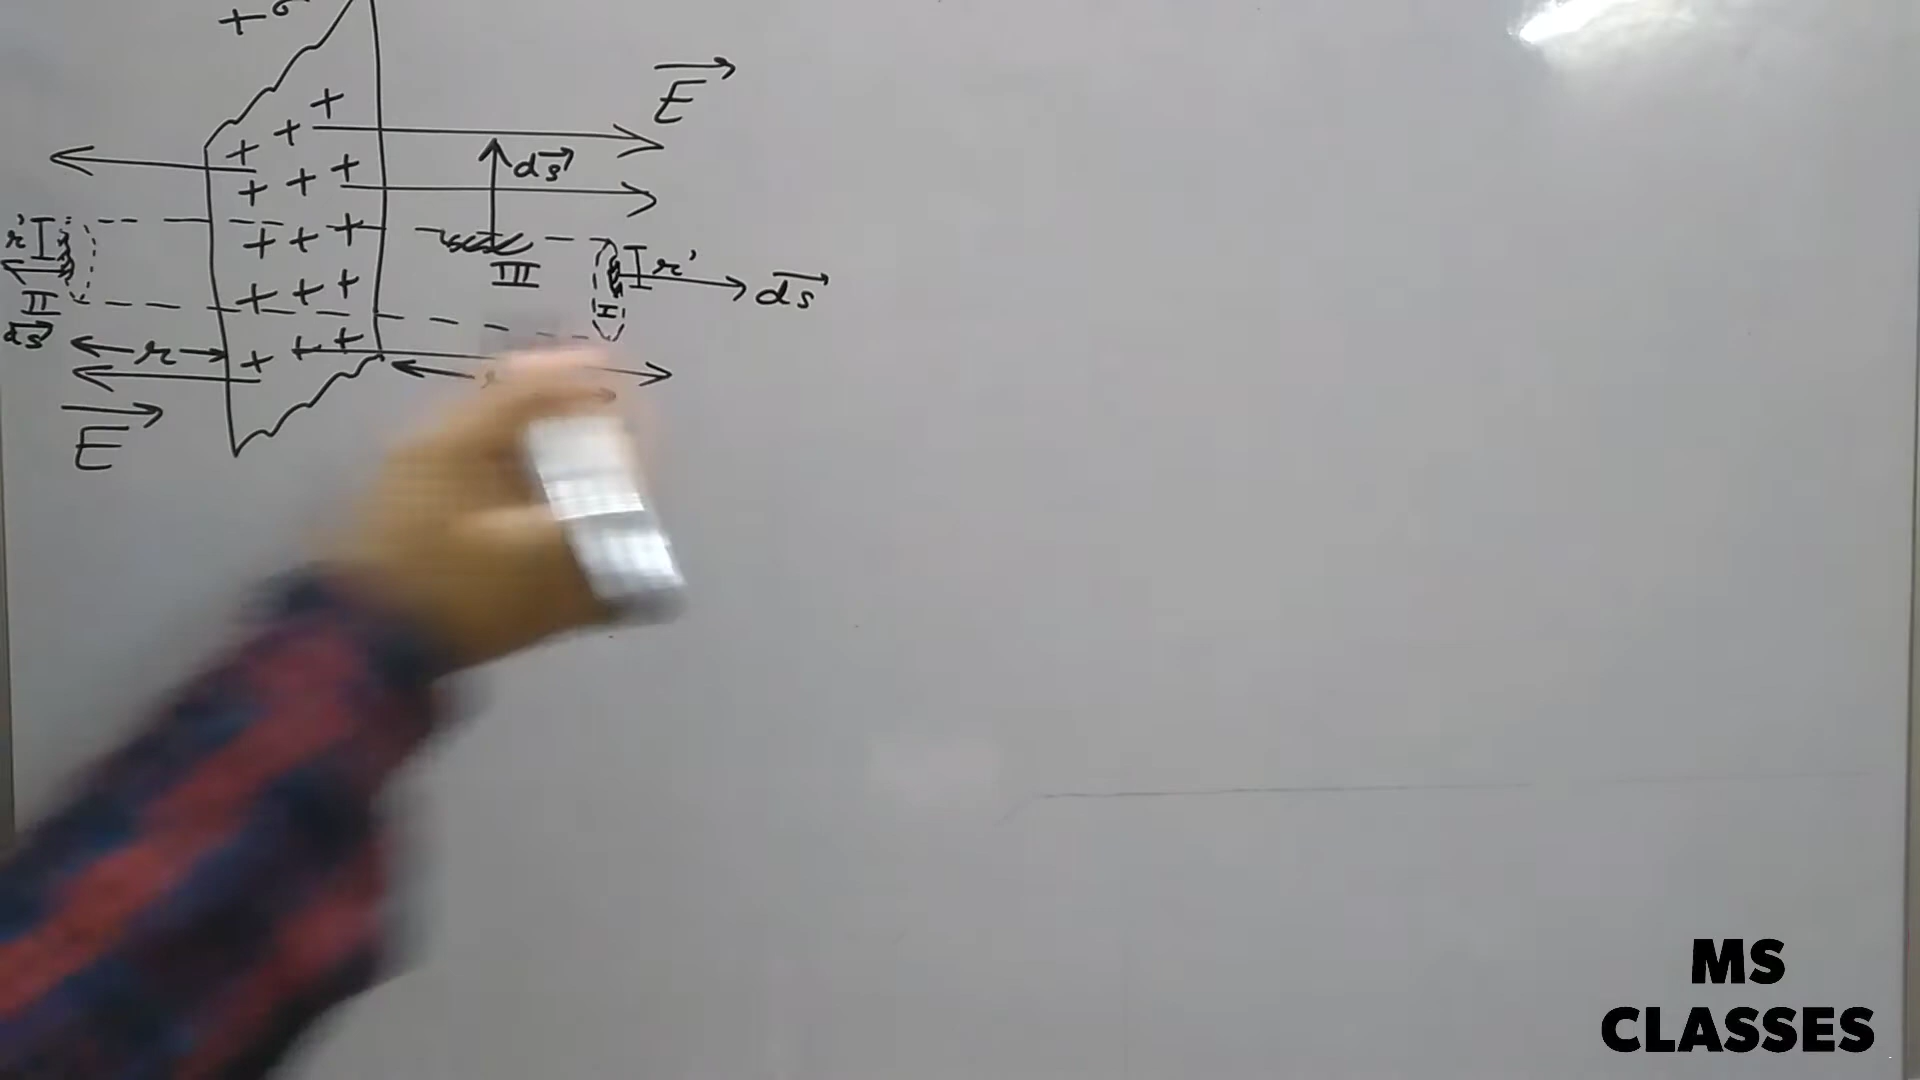 +σ
E
ds
r'
I
r'
ds
III
I
II
ds
r
E
MS
CLASSES